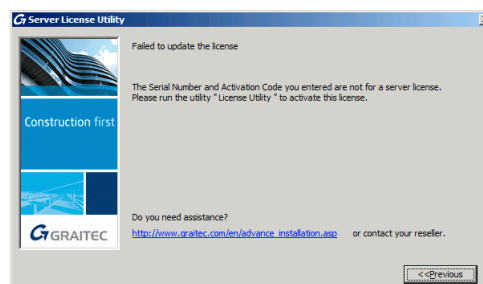 Server License Utility
Failed to update the license
The Serial Number and Activation Code you entered are not for a server license.
Please run the utility "License Utility " to activate this license.
Construction first
Do you need assistance?
http://www.graitec.com/en/advance_installation.asp or contact your reseller.
GRAITEC
<<Previous